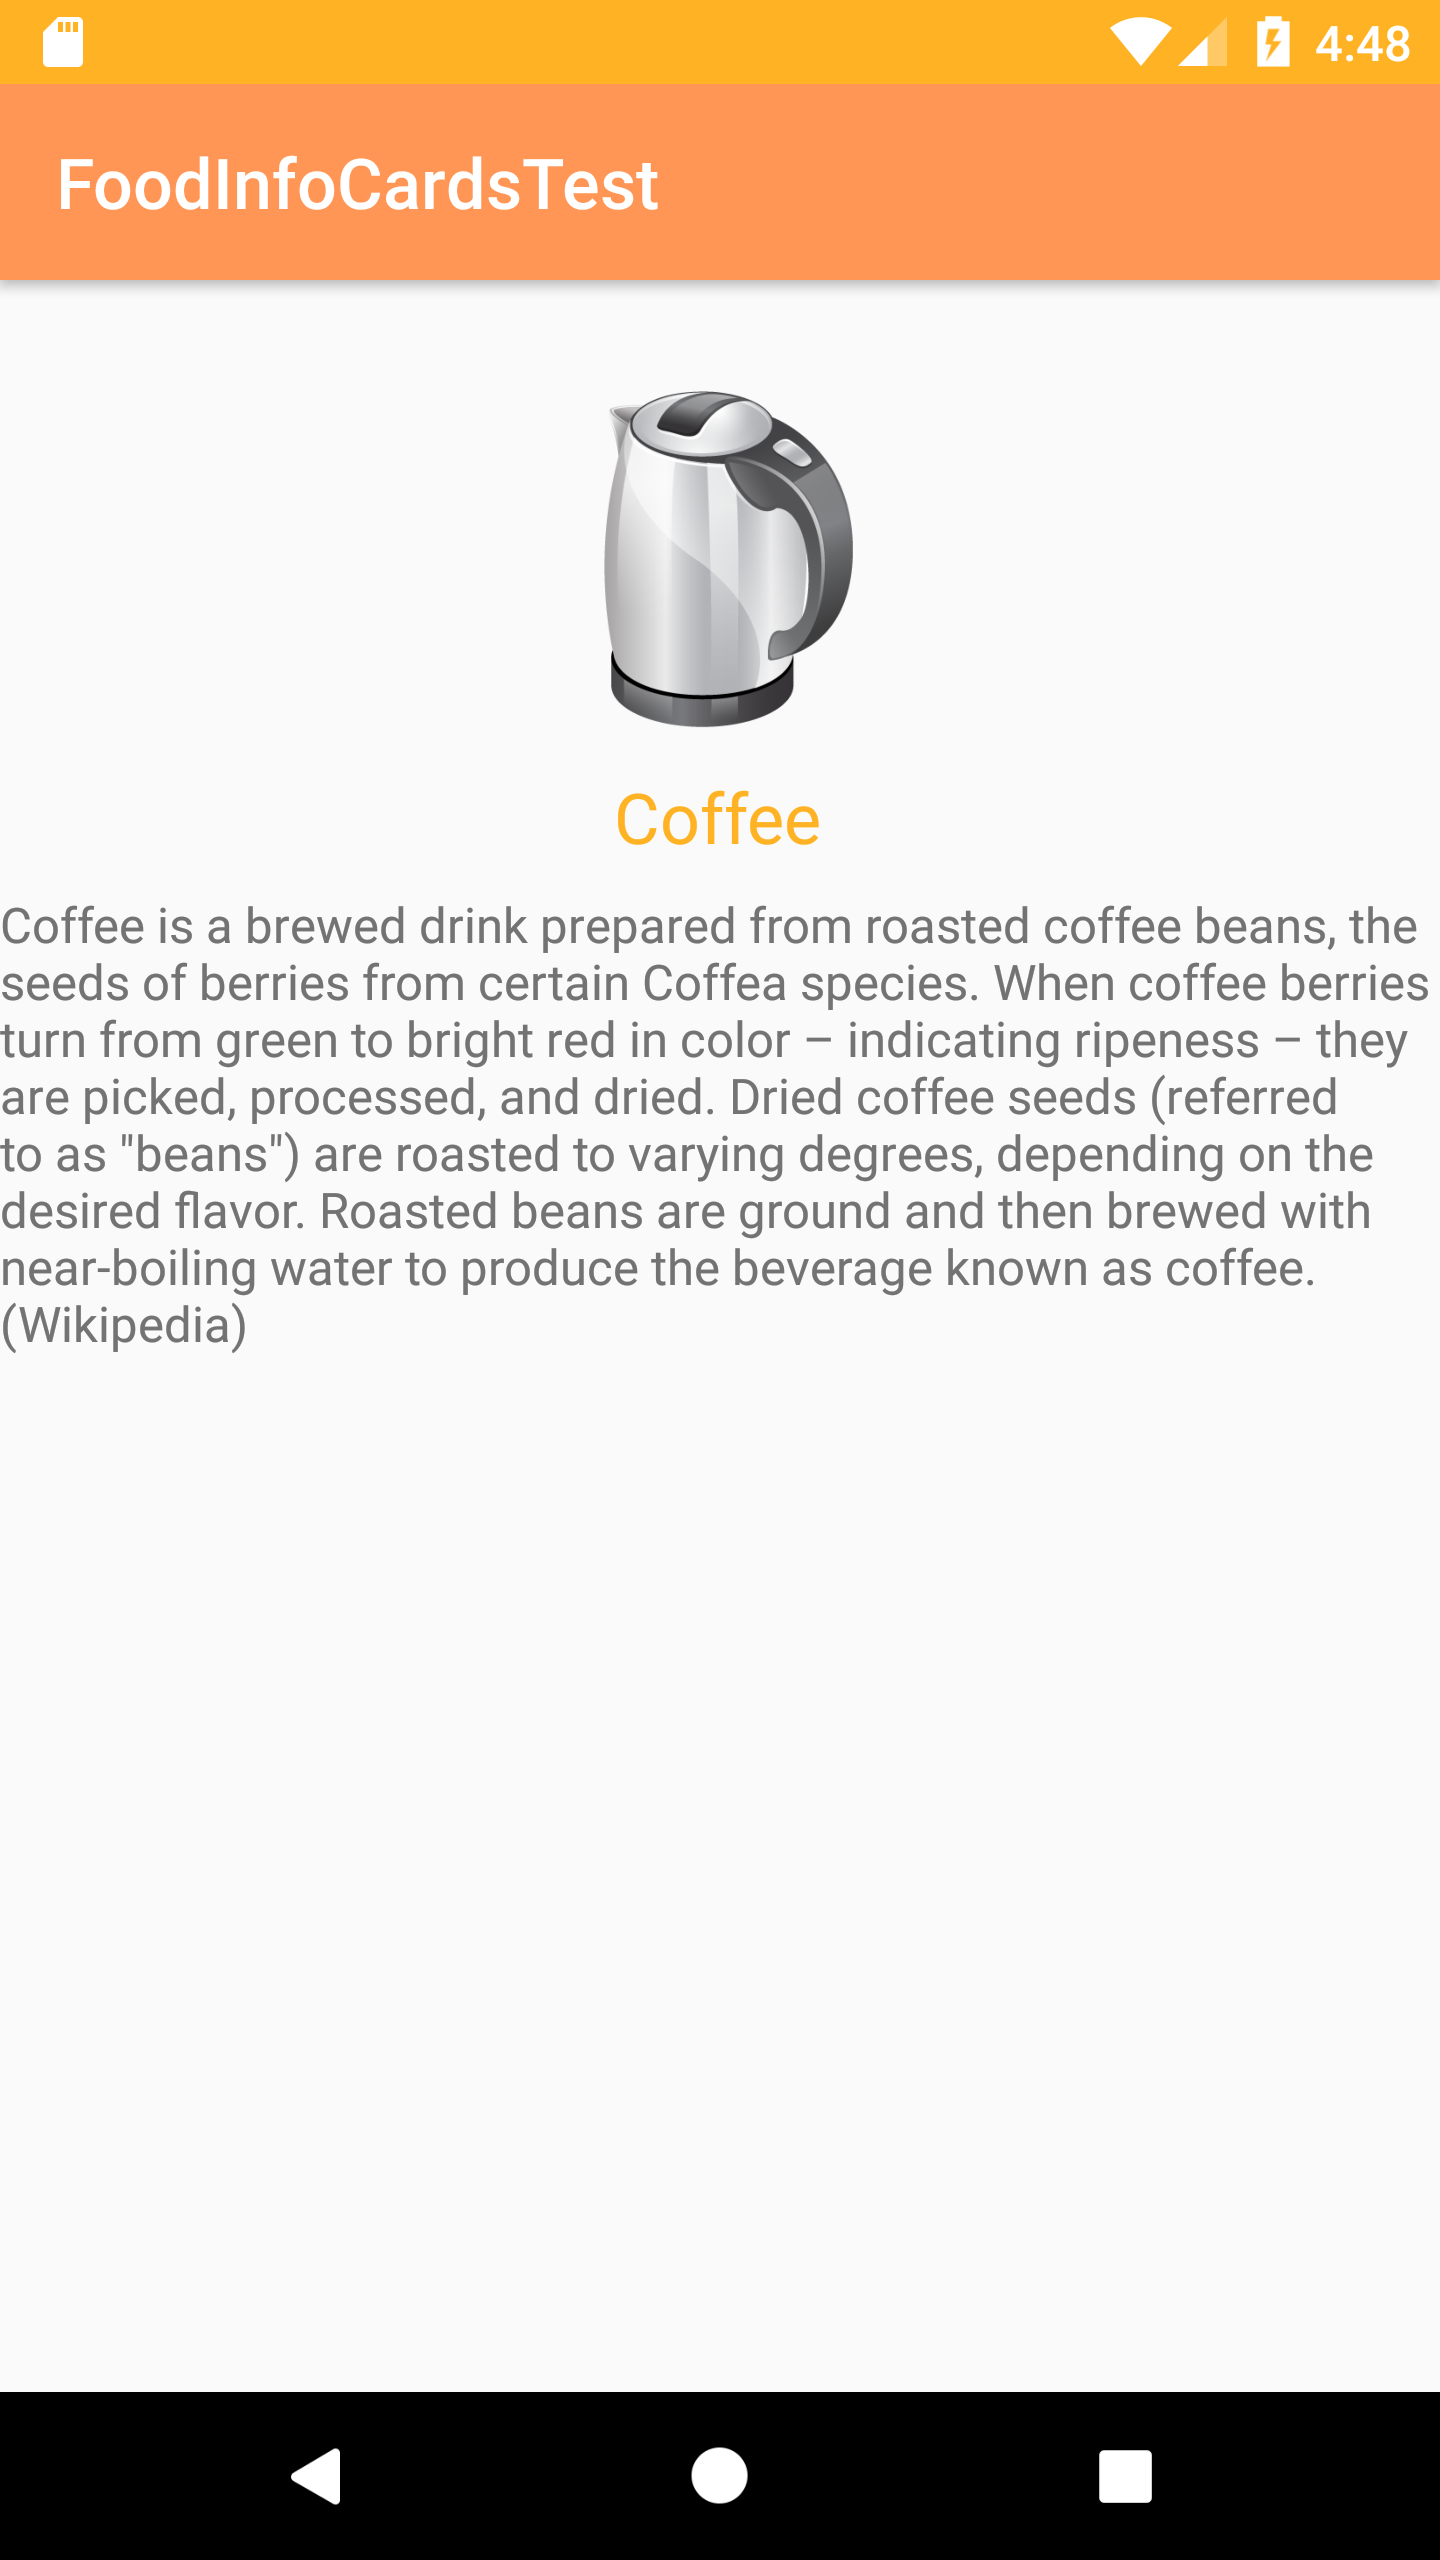 4:48
FoodInfoCardsTest
Coffee
Coffee is a brewed drink prepared from roasted coffee beans, the
seeds of berries from certain Coffea species. When coffee berries
turn from green to bright red in color – indicating ripeness – they
are picked, processed, and dried. Dried coffee seeds (referred
to as "beans") are roasted to varying degrees, depending on the
desired flavor. Roasted beans are ground and then brewed with
near-boiling water to produce the beverage known as coffee.
(Wikipedia)